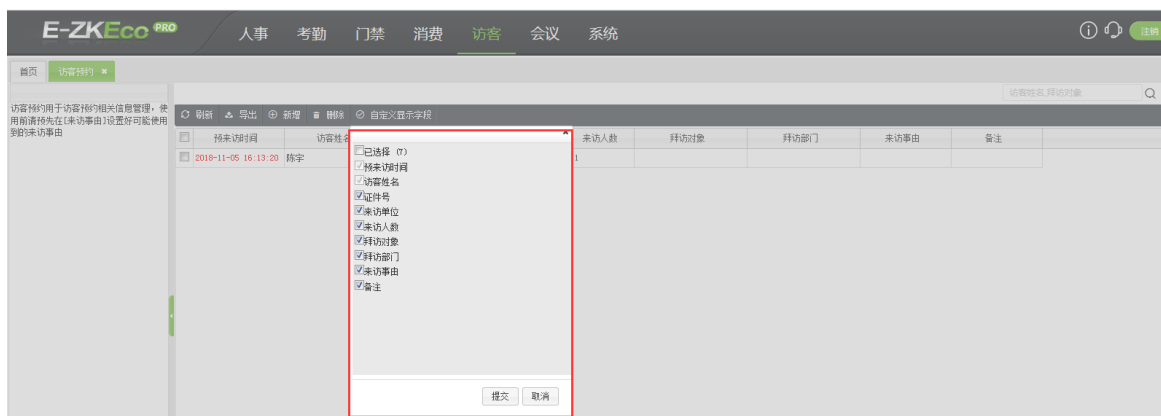 E-ZKEco PRO 人事 考勤 门禁 消费 访客 会议 系统 注销
首页 访客预约
访客姓名,拜访对象
访客预约用于访客预约相关信息管理，使
用前请预先在[来访事由]设置好可能使用
到的来访事由
刷新 导出 新增 删除 自定义显示字段
预来访时间 访客姓名 来访人数 拜访对象 拜访部门 来访事由 备注
2018-11-05 16:13:20 陈宇 1
已选择 (7)
预来访时间
访客姓名
证件号
来访单位
来访人数
拜访对象
拜访部门
来访事由
备注
提交 取消